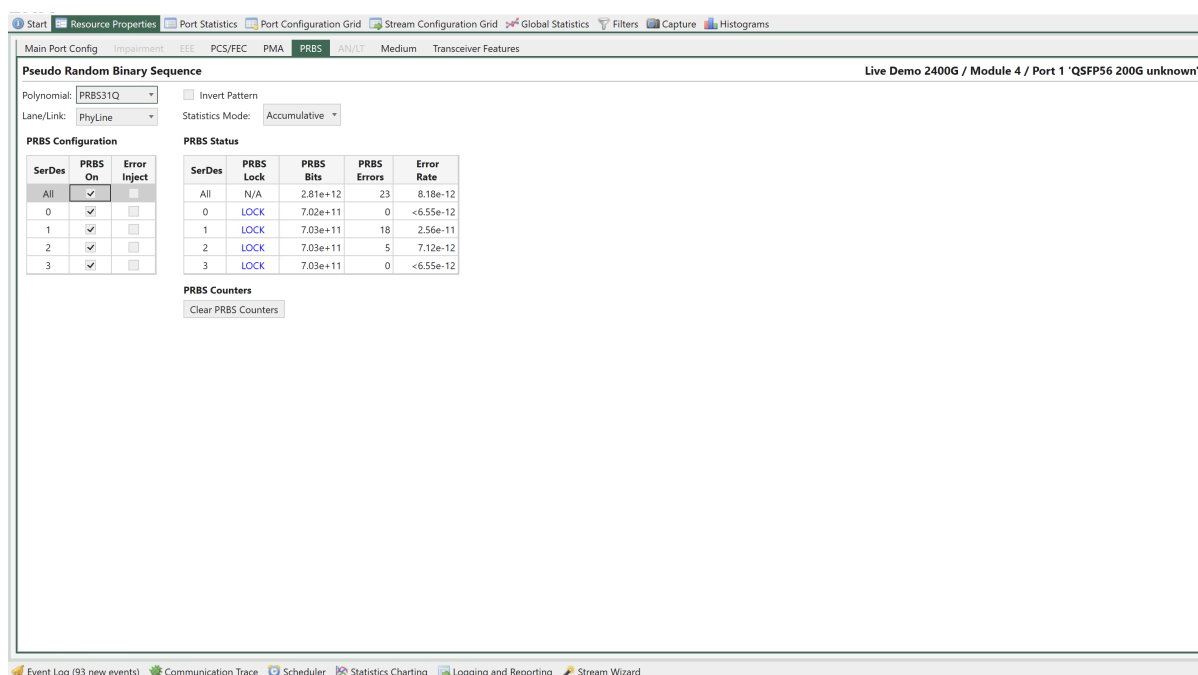 Start Resource Properties Port Statistics Port Configuration Grid Stream Configuration Grid Global Statistics Filters Capture Histograms
Main Port Config Impairment EEE PCS/FEC PMA PRBS AN/LT Medium Transceiver Features
Pseudo Random Binary Sequence Live Demo 2400G / Module 4 / Port 1 'QSFP56 200G unknown'
Polynomial: PRBS31Q Invert Pattern
Lane/Link: PhyLine Statistics Mode: Accumulative
PRBS Configuration PRBS Status
SerDes PRBS On Error Inject SerDes PRBS Lock PRBS Bits PRBS Errors Error Rate
All All N/A 2.81e+12 23 8.18e-12
0 0 LOCK 7.02e+11 0 <6.55e-12
1 1 LOCK 7.03e+11 18 2.56e-11
2 2 LOCK 7.03e+11 5 7.12e-12
3 3 LOCK 7.03e+11 0 <6.55e-12
PRBS Counters
Clear PRBS Counters
Event Log (93 new events) Communication Trace Scheduler Statistics Charting Logging and Reporting Stream Wizard